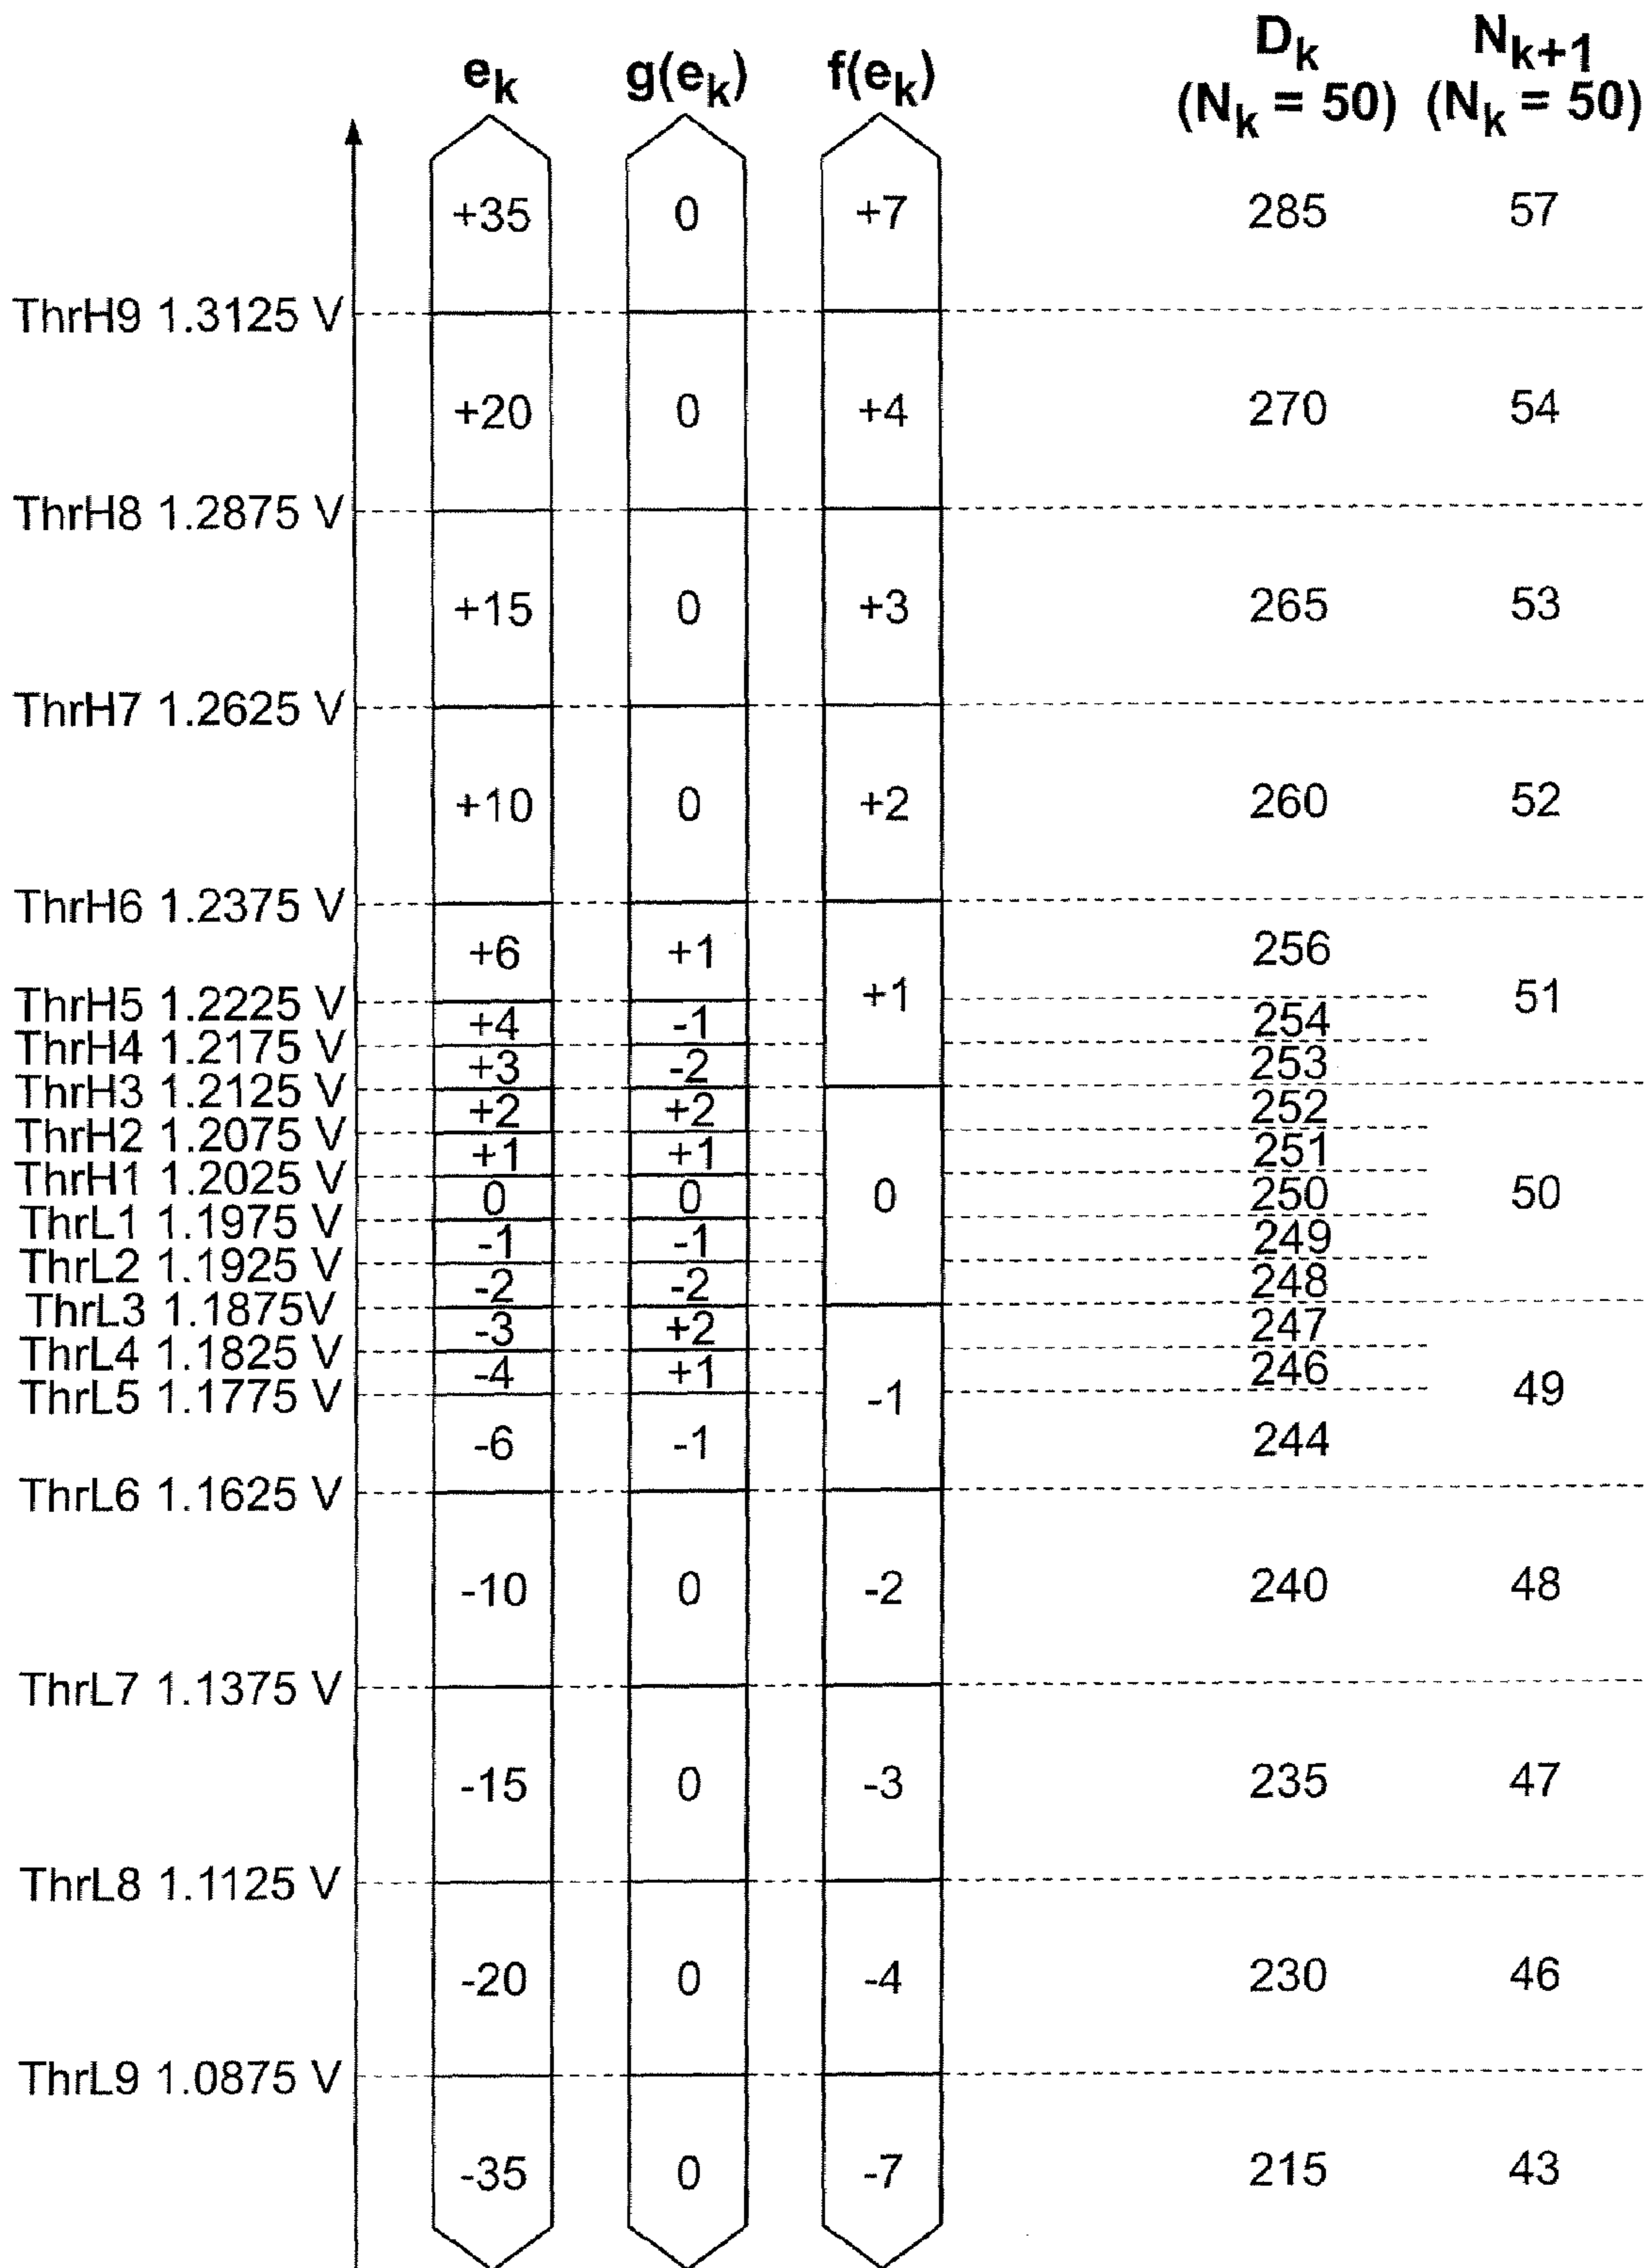 e_k g(e_k) f(e_k) D_k (N_k = 50) N_{k+1} (N_k = 50)
+35 0 +7 285 57
ThrH9 1.3125 V
+20 0 +4 270 54
ThrH8 1.2875 V
+15 0 +3 265 53
ThrH7 1.2625 V
+10 0 +2 260 52
ThrH6 1.2375 V
+6 +1 256
+1 51
ThrH5 1.2225 V
+4 -1 254
ThrH4 1.2175 V
+3 -2 253
ThrH3 1.2125 V
+2 +2 252
ThrH2 1.2075 V
+1 +1 251
ThrH1 1.2025 V
0 0 0 250 50
ThrL1 1.1975 V
-1 -1 249
ThrL2 1.1925 V
-2 -2 248
ThrL3 1.1875V
-3 +2 247
ThrL4 1.1825 V
-4 +1 246
ThrL5 1.1775 V
-1 49
-6 -1 244
ThrL6 1.1625 V
-10 0 -2 240 48
ThrL7 1.1375 V
-15 0 -3 235 47
ThrL8 1.1125 V
-20 0 -4 230 46
ThrL9 1.0875 V
-35 0 -7 215 43